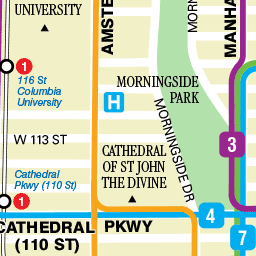 UNIVERSITY
AMSTE
MANHA
1
116 St
Columbia
University
H
MORNINGSIDE
PARK
MORNINGSIDE DR
W 113 ST
3
CATHEDRAL
OF ST JOHN
THE DIVINE
Cathedral
Pkwy (110 St)
1
4
CATHEDRAL PKWY
(110 ST)
7